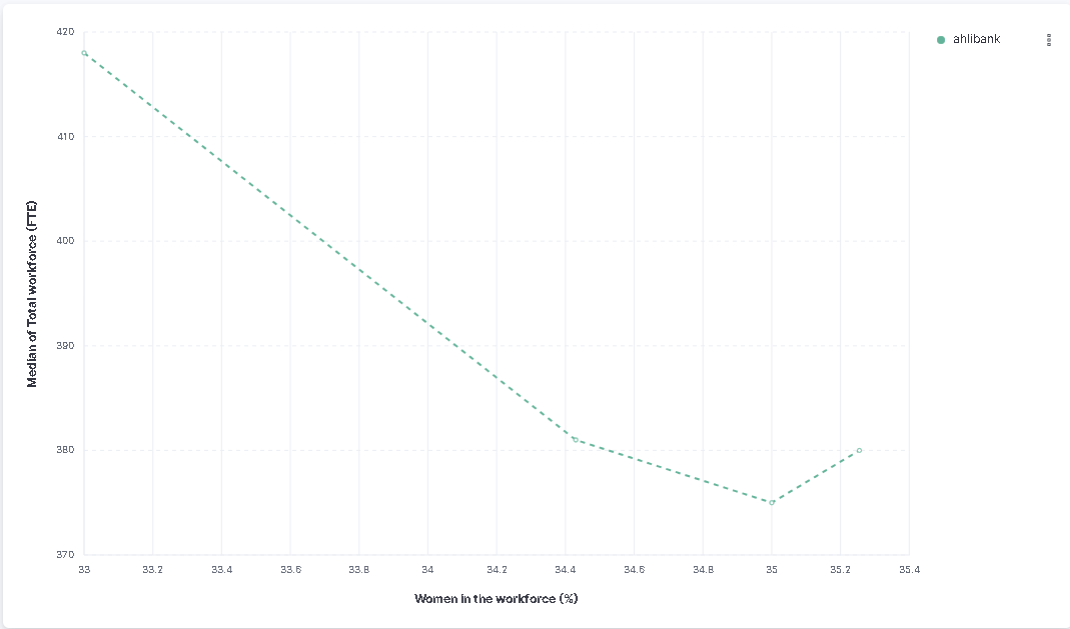 420
410
400
390
380
370
Median of Total workforce (FTE)
33 33.2 33.4 33.6 33.8 34 34.2 34.4 34.6 34.8 35 35.2 35.4
Women in the workforce (%)
ahlibank